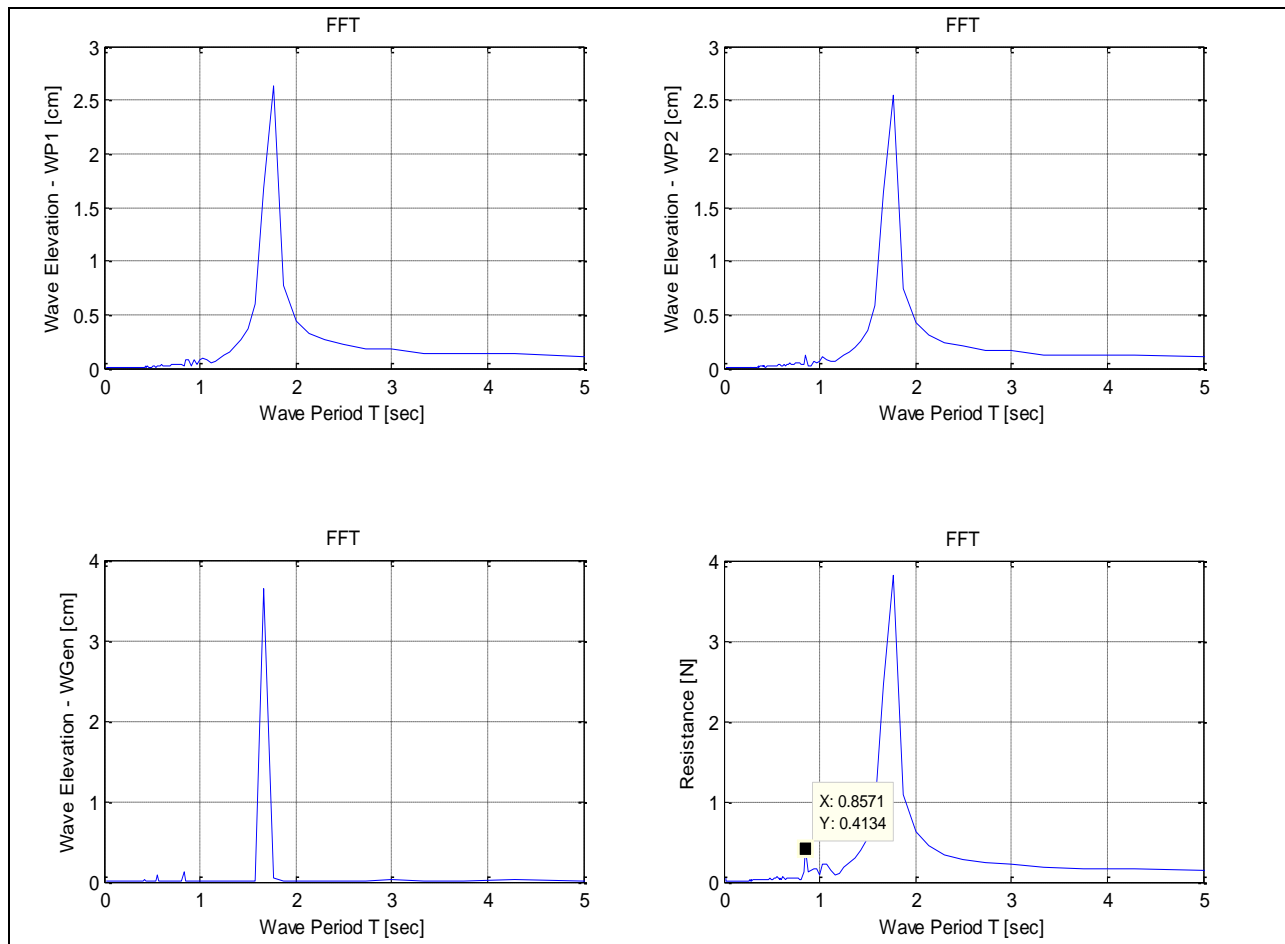 FFT
Wave Elevation - WP1 [cm]
3
2.5
2
1.5
1
0.5
0
0 1 2 3 4 5
Wave Period T [sec]
FFT
Wave Elevation - WP2 [cm]
3
2.5
2
1.5
1
0.5
0
0 1 2 3 4 5
Wave Period T [sec]
FFT
Wave Elevation - WGen [cm]
4
3
2
1
0
0 1 2 3 4 5
Wave Period T [sec]
FFT
Resistance [N]
4
3
2
1
0
X: 0.8571
Y: 0.4134
0 1 2 3 4 5
Wave Period T [sec]